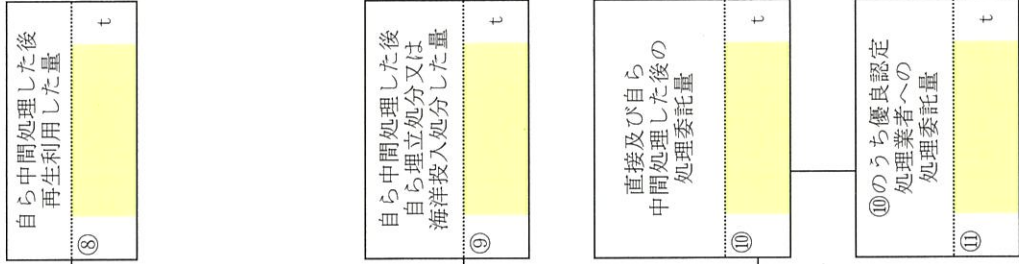 自ら中間処理した後
再生利用した量
⑧ t
自ら中間処理した後
自ら埋立処分又は
海洋投入処分した量
⑨ t
直接及び自ら
中間処理した後の
処理委託量
⑩ t
⑩のうち優良認定
処理業者への
処理委託量
⑪ t